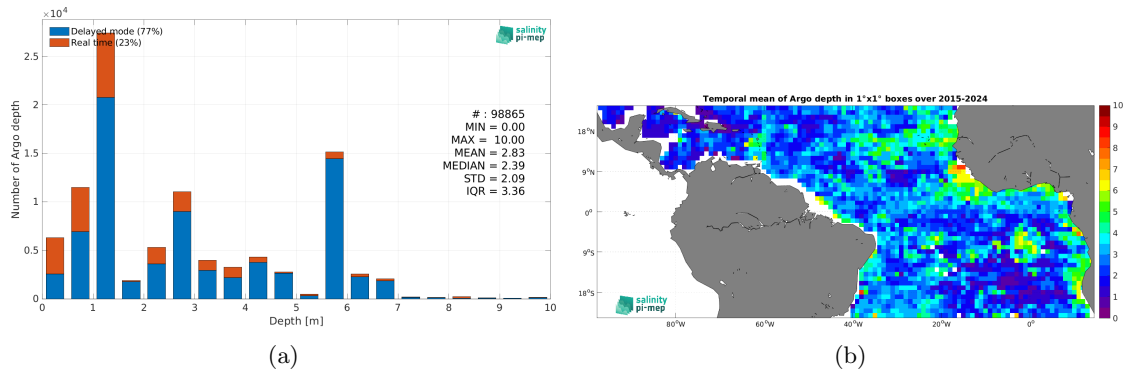 ×10⁴
Delayed mode (77%)
Real time (23%)
salinity
pi-mep
# : 98865
MIN = 0.00
MAX = 10.00
MEAN = 2.83
MEDIAN = 2.39
STD = 2.09
IQR = 3.36
Number of Argo depth
2.5
2
1.5
1
0.5
0
0 1 2 3 4 5 6 7 8 9 10
Depth [m]
(a)
Temporal mean of Argo depth in 1°x1° boxes over 2015-2024
18°N
9°N
0°
9°S
18°S
80°W 60°W 40°W 20°W 0°
10
9
8
7
6
5
4
3
2
1
0
salinity
pi-mep
(b)